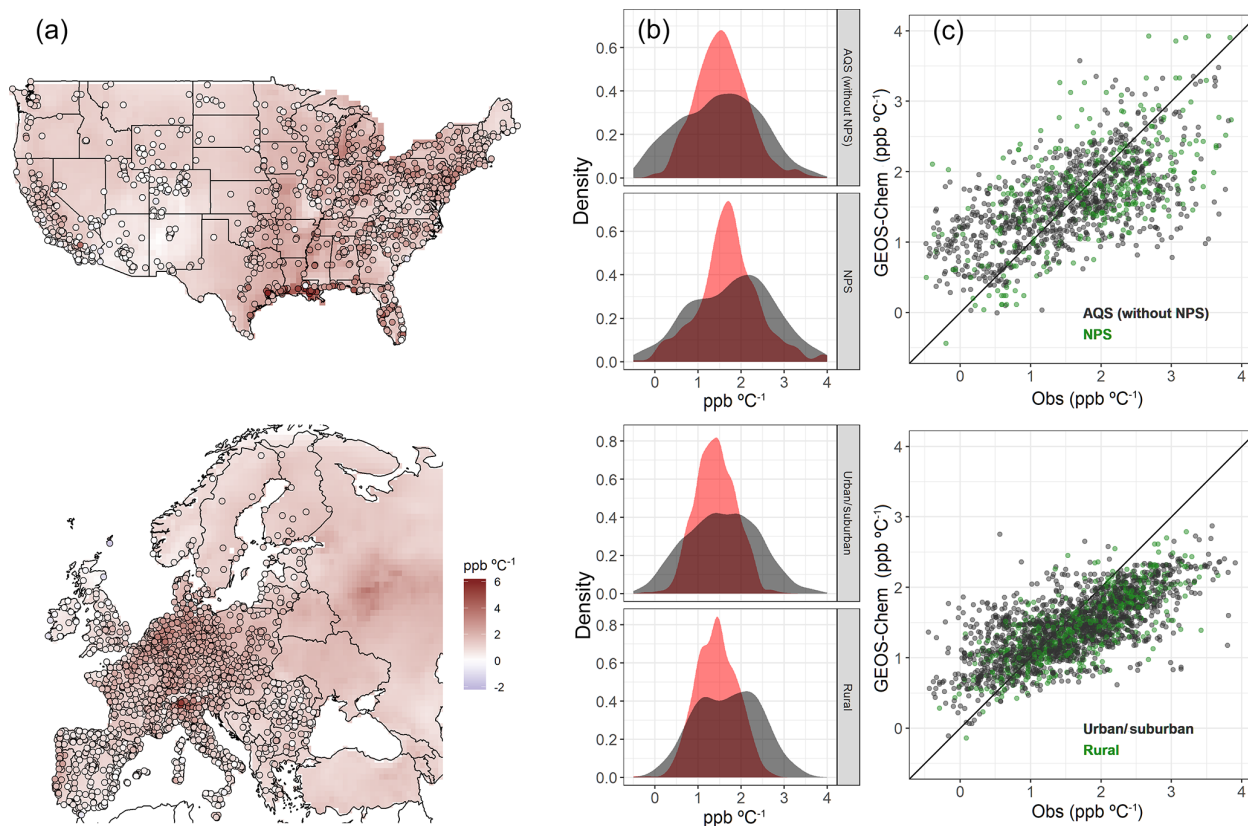 (a)
(b)
(c)
0.6
0.4
0.2
0.0
AQS (without NPS)
0.6
0.4
0.2
0.0
NPS
Density
0
1
2
3
4
ppb ºC⁻¹
4
3
2
1
0
GEOS-Chem (ppb ºC⁻¹)
AQS (without NPS)
NPS
0
1
2
3
4
Obs (ppb ºC⁻¹)
ppb ºC⁻¹
6
4
2
0
-2
0.8
0.6
0.4
0.2
0.0
Urban/suburban
0.8
0.6
0.4
0.2
0.0
Rural
Density
0
1
2
3
4
ppb ºC⁻¹
4
3
2
1
0
GEOS-Chem (ppb ºC⁻¹)
Urban/suburban
Rural
0
1
2
3
4
Obs (ppb ºC⁻¹)